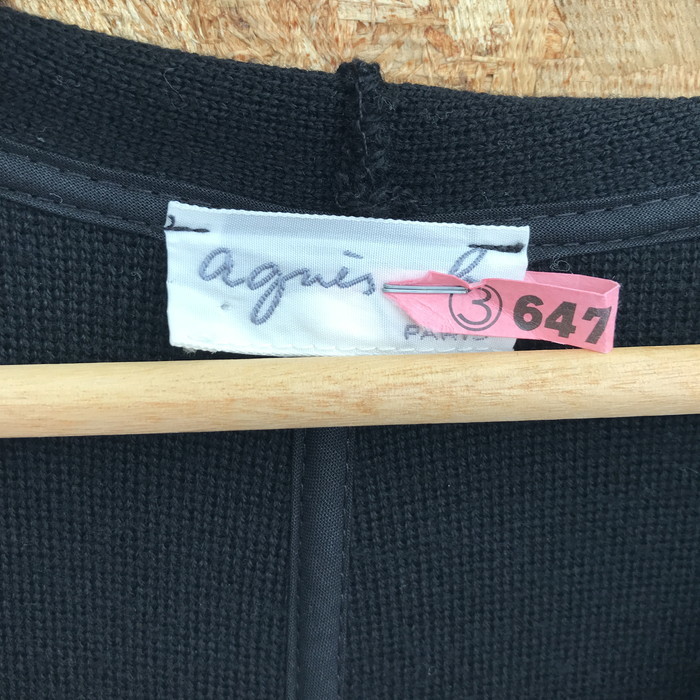 agnès b.
PARIS
③ 647